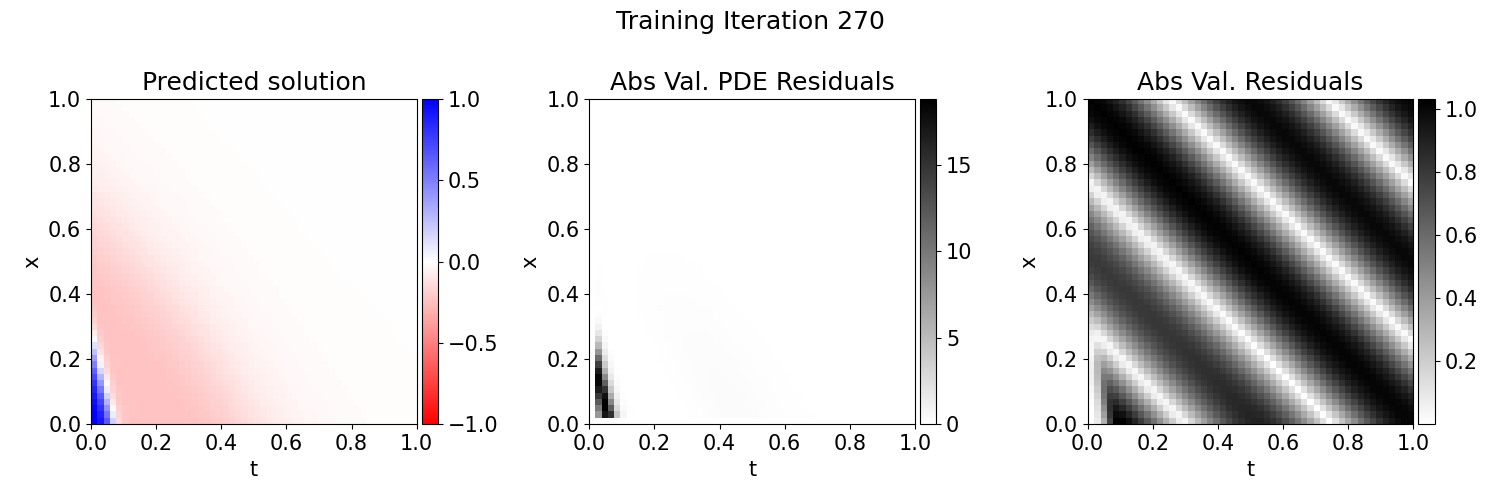 Training Iteration 270
Predicted solution
1.0
0.8
0.6
0.4
0.2
0.0
x
0.0 0.2 0.4 0.6 0.8 1.0
t
1.0
0.5
0.0
−0.5
−1.0
Abs Val. PDE Residuals
1.0
0.8
0.6
0.4
0.2
0.0
x
0.0 0.2 0.4 0.6 0.8 1.0
t
15
10
5
0
Abs Val. Residuals
1.0
0.8
0.6
0.4
0.2
0.0
x
0.0 0.2 0.4 0.6 0.8 1.0
t
1.0
0.8
0.6
0.4
0.2